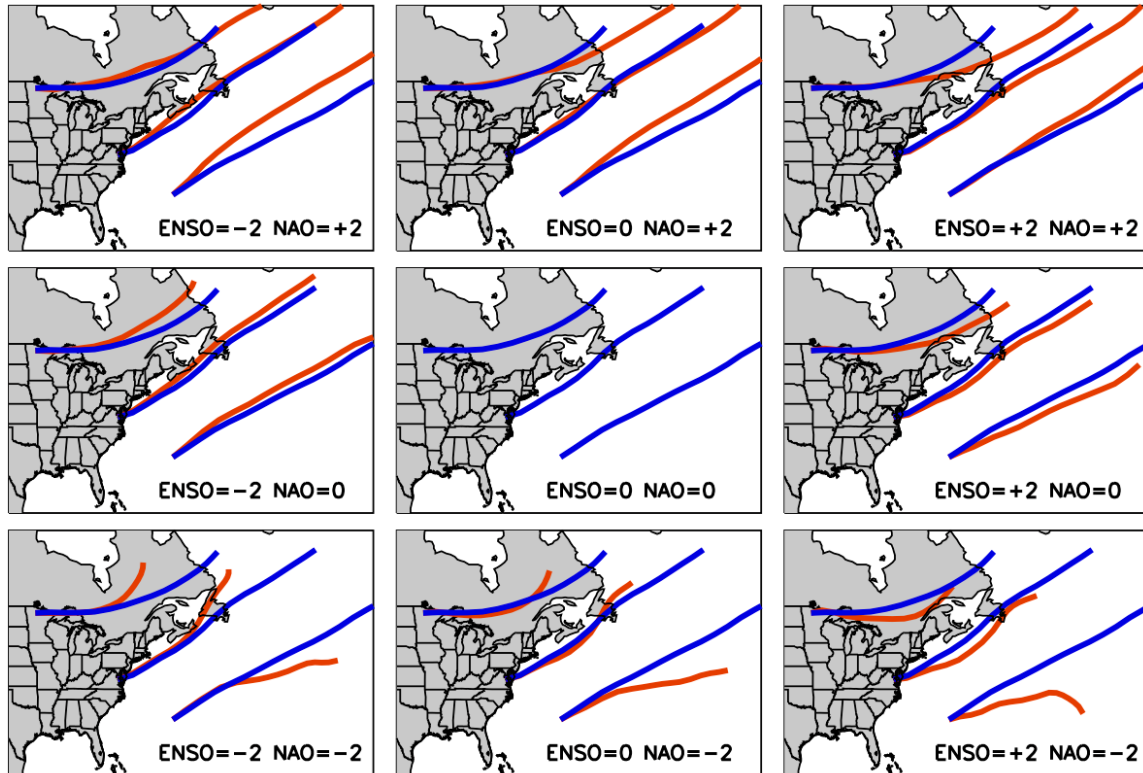 ENSO=−2 NAO=+2
ENSO=0 NAO=+2
ENSO=+2 NAO=+2
ENSO=−2 NAO=0
ENSO=0 NAO=0
ENSO=+2 NAO=0
ENSO=−2 NAO=−2
ENSO=0 NAO=−2
ENSO=+2 NAO=−2